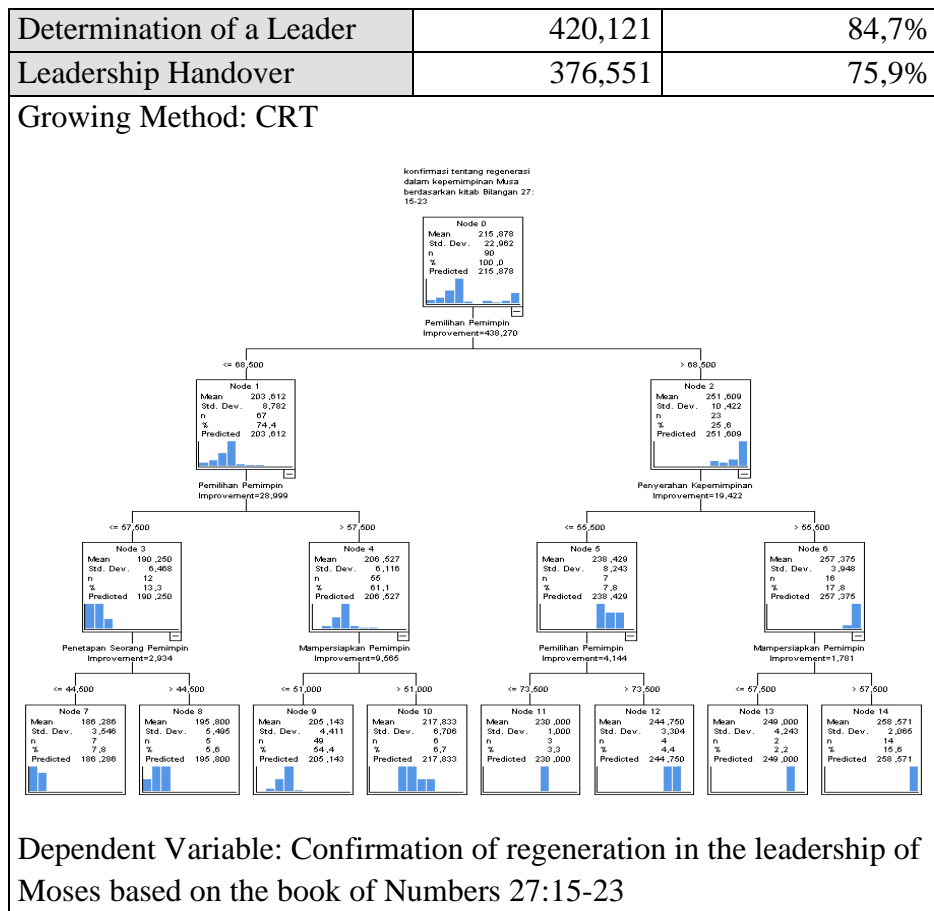 Determination of a Leader 420,121 84,7%
Leadership Handover 376,551 75,9%
Growing Method: CRT
konfirmasi tentang regenerasi
dalam kepemimpinan Musa
berdasarkan kitab Bilangan 27:
15-23
Node 0
Mean 215,878
Std. Dev. 22,962
n 90
% 100,0
Predicted 215,878
Pemilihan Pemimpin
Improvement=438,270
<= 68,500
> 68,500
Node 1
Mean 203,612
Std. Dev. 8,782
n 67
% 74,4
Predicted 203,612
Node 2
Mean 251,609
Std. Dev. 10,422
n 23
% 25,6
Predicted 251,609
Pemilihan Pemimpin
Improvement=28,999
Penyerahan Kepemimpinan
Improvement=19,422
<= 57,500
> 57,500
<= 55,500
> 55,500
Node 3
Mean 190,250
Std. Dev. 6,468
n 12
% 13,3
Predicted 190,250
Node 4
Mean 206,527
Std. Dev. 6,116
n 55
% 61,1
Predicted 206,527
Node 5
Mean 238,429
Std. Dev. 8,243
n 7
% 7,8
Predicted 238,429
Node 6
Mean 257,375
Std. Dev. 3,948
n 16
% 17,8
Predicted 257,375
Penetapan Seorang Pemimpin
Improvement=2,934
Mampersiapkan Pemimpin
Improvement=9,565
Pemilihan Pemimpin
Improvement=4,144
Mempersiapkan Pemimpin
Improvement=1,781
<= 44,500
> 44,500
<= 51,000
> 51,000
<= 73,500
> 73,500
<= 57,500
> 57,500
Node 7
Mean 186,286
Std. Dev. 3,546
n 7
% 7,8
Predicted 186,286
Node 8
Mean 195,800
Std. Dev. 5,495
n 5
% 5,6
Predicted 195,800
Node 9
Mean 205,143
Std. Dev. 4,411
n 49
% 54,4
Predicted 205,143
Node 10
Mean 217,833
Std. Dev. 6,706
n 6
% 6,7
Predicted 217,833
Node 11
Mean 230,000
Std. Dev. 1,000
n 3
% 3,3
Predicted 230,000
Node 12
Mean 244,750
Std. Dev. 3,304
n 4
% 4,4
Predicted 244,750
Node 13
Mean 249,000
Std. Dev. 4,243
n 2
% 2,2
Predicted 249,000
Node 14
Mean 258,571
Std. Dev. 2,065
n 14
% 15,6
Predicted 258,571
Dependent Variable: Confirmation of regeneration in the leadership of
Moses based on the book of Numbers 27:15-23